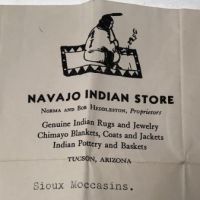 NAVAJO INDIAN STORE
NORMA AND BOB HEDDLESTON, Proprietors
Genuine Indian Rugs and Jewelry
Chimayo Blankets, Coats and Jackets
Indian Pottery and Baskets
TUCSON, ARIZONA
Sioux Moccasins.